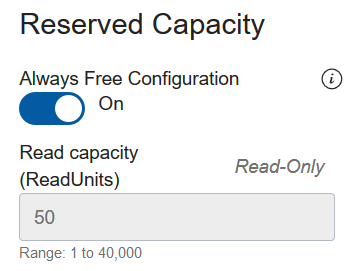 Reserved Capacity
Always Free Configuration
On
Read capacity
(ReadUnits)
Read-Only
50
Range: 1 to 40,000